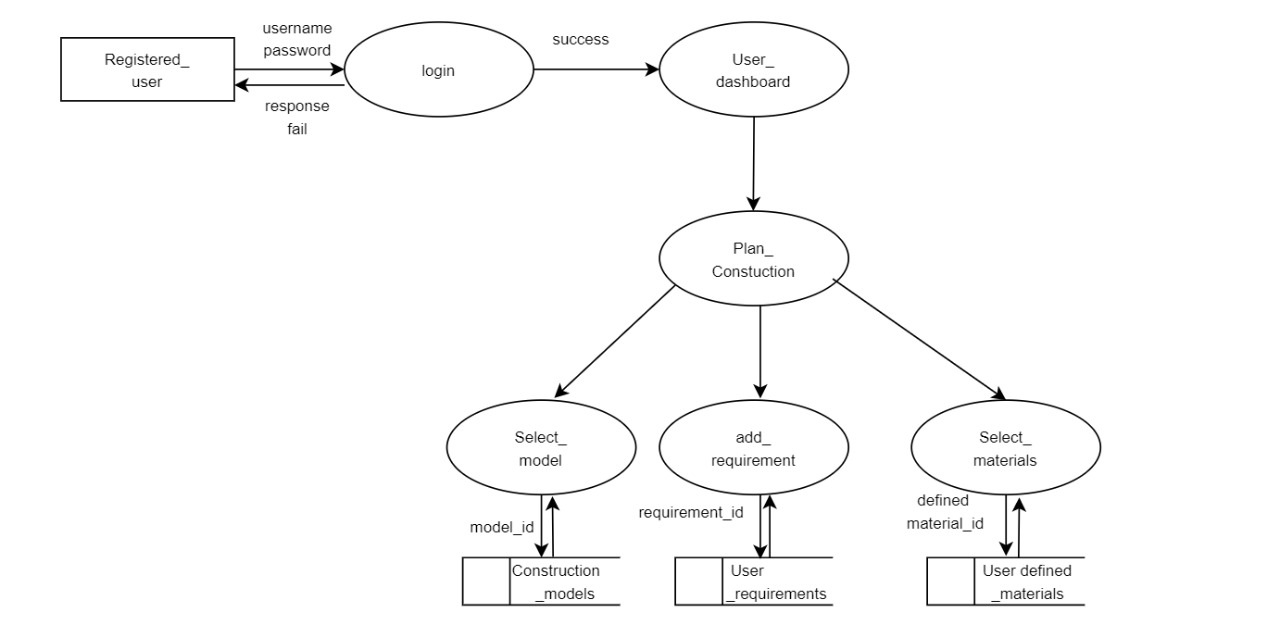 username
password
Registered_
user
login
success
User_
dashboard
response
fail
Plan_
Constuction
Select_
model
add_
requirement
Select_
materials
model_id
requirement_id
defined
material_id
Construction
_models
User
_requirements
User defined
_materials